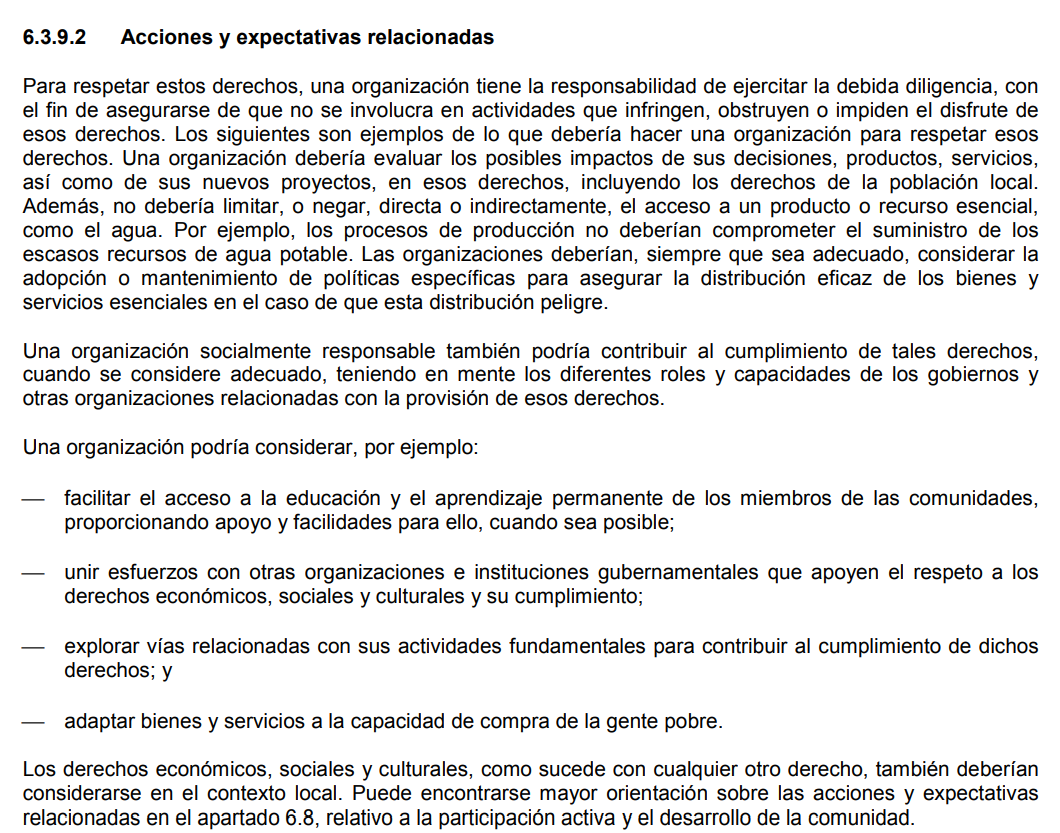 6.3.9.2 Acciones y expectativas relacionadas
Para respetar estos derechos, una organización tiene la responsabilidad de ejercitar la debida diligencia, con
el fin de asegurarse de que no se involucra en actividades que infringen, obstruyen o impiden el disfrute de
esos derechos. Los siguientes son ejemplos de lo que debería hacer una organización para respetar esos
derechos. Una organización debería evaluar los posibles impactos de sus decisiones, productos, servicios,
así como de sus nuevos proyectos, en esos derechos, incluyendo los derechos de la población local.
Además, no debería limitar, o negar, directa o indirectamente, el acceso a un producto o recurso esencial,
como el agua. Por ejemplo, los procesos de producción no deberían comprometer el suministro de los
escasos recursos de agua potable. Las organizaciones deberían, siempre que sea adecuado, considerar la
adopción o mantenimiento de políticas específicas para asegurar la distribución eficaz de los bienes y
servicios esenciales en el caso de que esta distribución peligre.
Una organización socialmente responsable también podría contribuir al cumplimiento de tales derechos,
cuando se considere adecuado, teniendo en mente los diferentes roles y capacidades de los gobiernos y
otras organizaciones relacionadas con la provisión de esos derechos.
Una organización podría considerar, por ejemplo:
— facilitar el acceso a la educación y el aprendizaje permanente de los miembros de las comunidades,
proporcionando apoyo y facilidades para ello, cuando sea posible;
— unir esfuerzos con otras organizaciones e instituciones gubernamentales que apoyen el respeto a los
derechos económicos, sociales y culturales y su cumplimiento;
— explorar vías relacionadas con sus actividades fundamentales para contribuir al cumplimiento de dichos
derechos; y
— adaptar bienes y servicios a la capacidad de compra de la gente pobre.
Los derechos económicos, sociales y culturales, como sucede con cualquier otro derecho, también deberían
considerarse en el contexto local. Puede encontrarse mayor orientación sobre las acciones y expectativas
relacionadas en el apartado 6.8, relativo a la participación activa y el desarrollo de la comunidad.